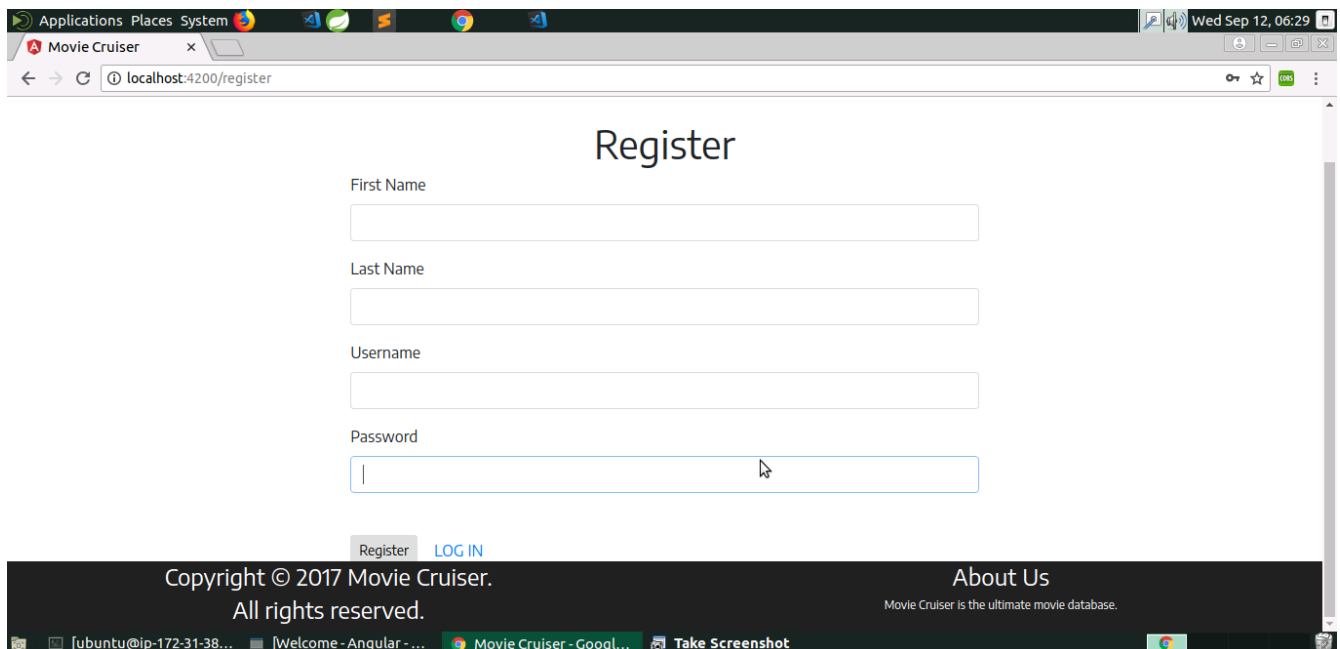 Applications Places System Wed Sep 12, 06:29
Movie Cruiser x
localhost:4200/register CORS
Register
First Name
Last Name
Username
Password
Register LOG IN
Copyright © 2017 Movie Cruiser.
All rights reserved.
About Us
Movie Cruiser is the ultimate movie database.
[ubuntu@ip-172-31-38... [Welcome - Angular - ... Movie Cruiser - Googl... Take Screenshot